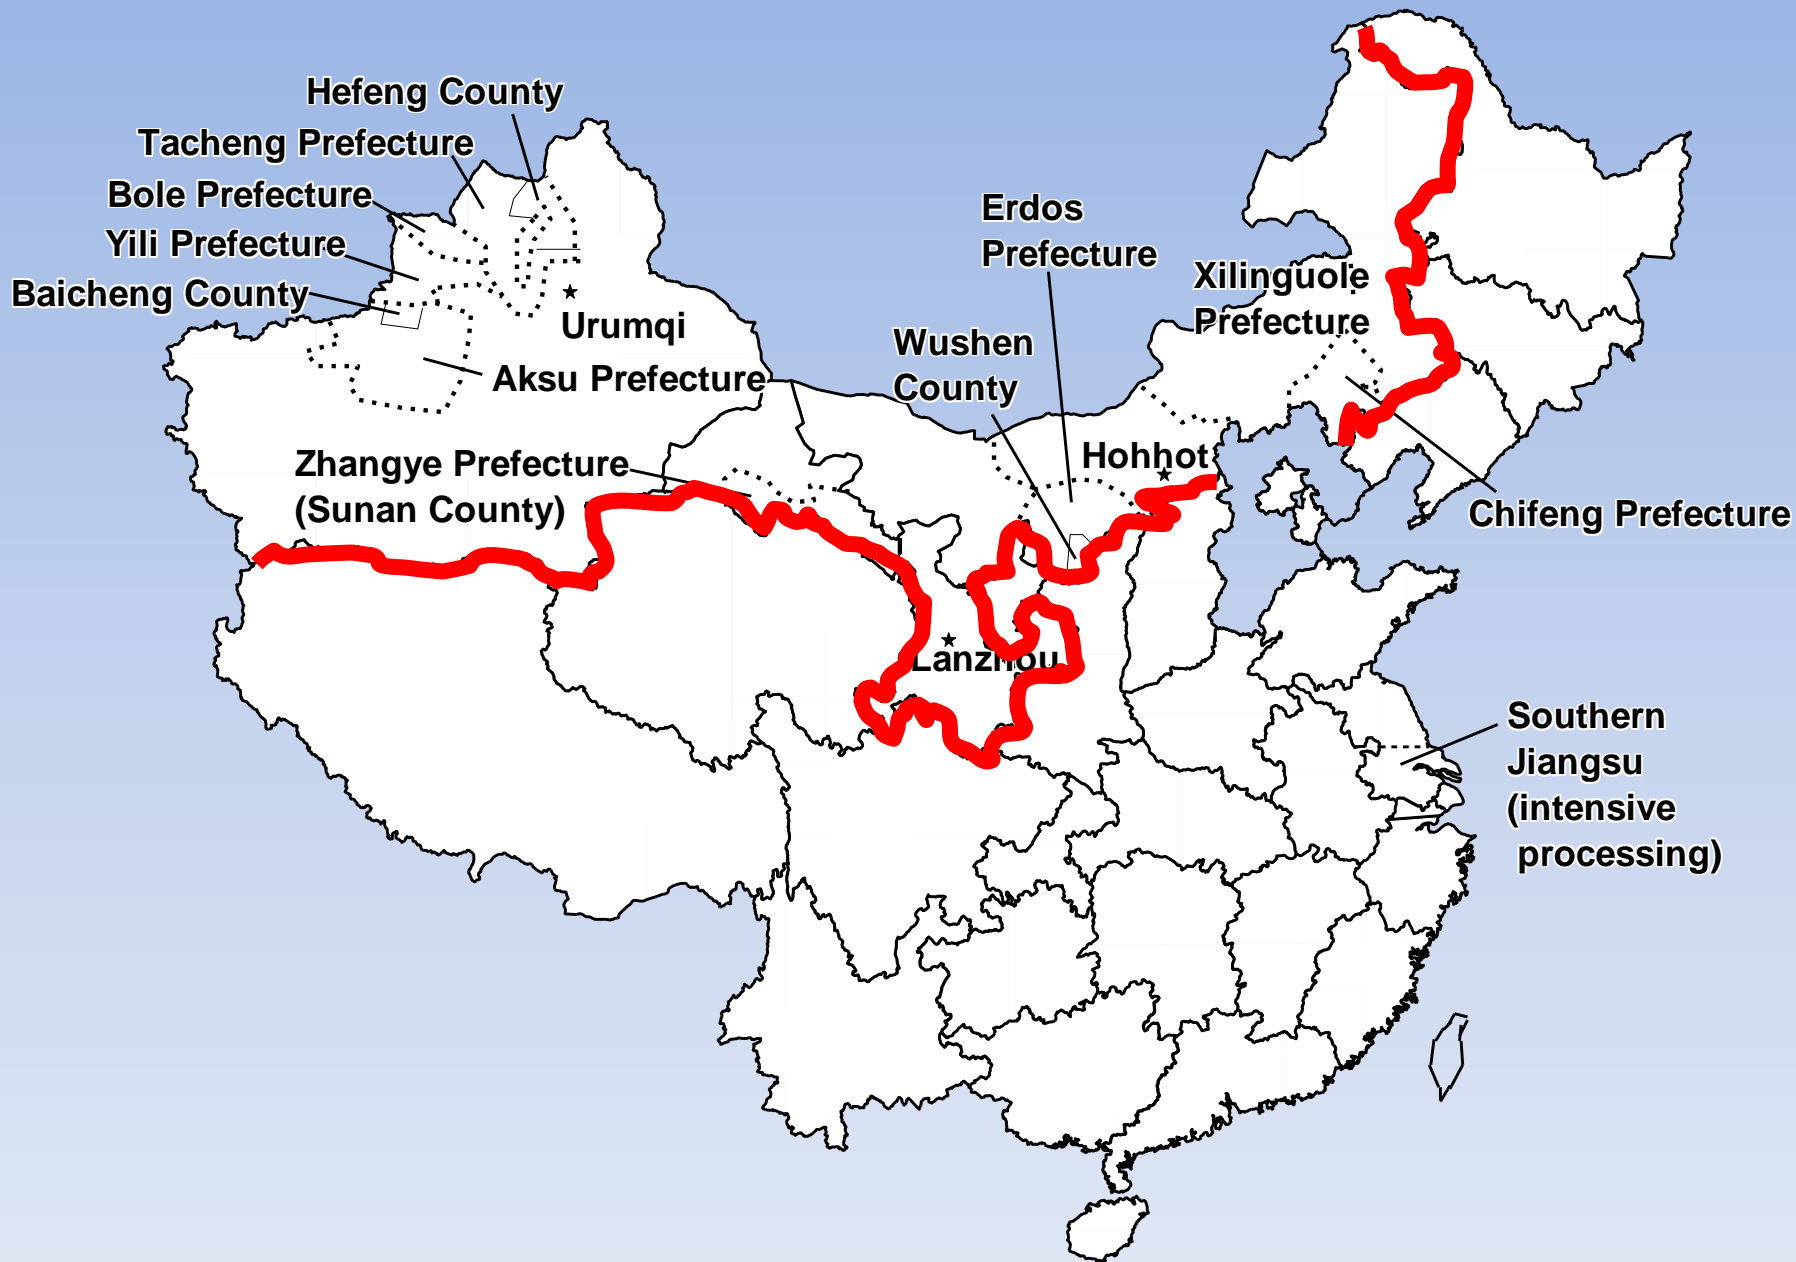 Hefeng County
Tacheng Prefecture
Bole Prefecture
Yili Prefecture
Baicheng County
Urumqi
Aksu Prefecture
Zhangye Prefecture
(Sunan County)
Erdos
Prefecture
Wushen
County
Xilinguole
Prefecture
Hohhot
Chifeng Prefecture
Lanzhou
Southern
Jiangsu
(intensive
processing)